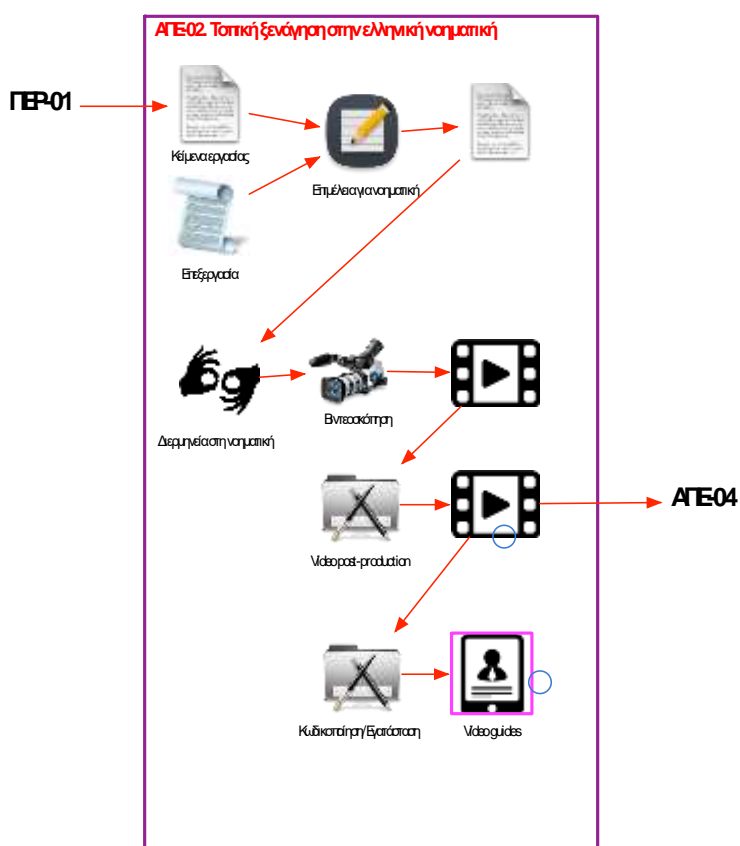 ΑΠΕ-02. Τοπική ξενάγηση στην ελληνική νοηματική
ΠΕΡ-01
Κείμενα εργασίας
Επιμέλεια για νοηματική
Επεξεργασία
Διερμηνεία στη νοηματική
Βιντεοσκόπηση
ΑΠΕ-04
Video post-production
Κωδικοποίηση/Εγατάσταση
Video guides